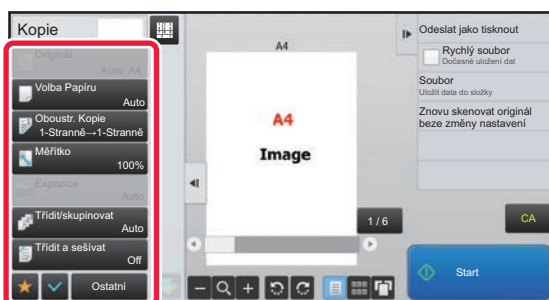 Kopie
Originál
Auto A4
Volba Papíru
Auto
Oboustr. Kopie
1-Stranně→1-Stranně
Měřítko
100%
Expozice
Auto
Třídit/skupinovat
Auto
Třídit a sešívat
Off
Ostatní
A4
A4
Image
1 / 6
Odeslat jako tisknout
Rychlý soubor
Dočasné uložení dat
Soubor
Uložit data do složky
Znovu skenovat originál
beze změny nastavení
CA
Start